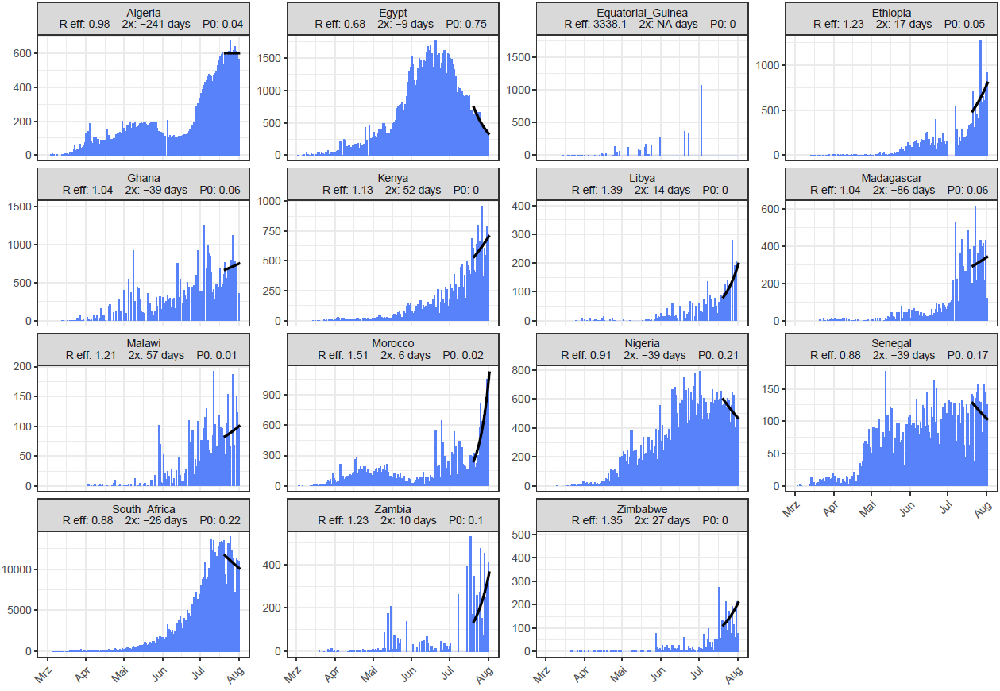 Algeria
R eff: 0.98 2x: −241 days P0: 0.04
600
400
200
0
Egypt
R eff: 0.68 2x: −9 days P0: 0.75
1500
1000
500
0
Equatorial_Guinea
R eff: 3338.1 2x: NA days P0: 0
1500
1000
500
0
Ethiopia
R eff: 1.23 2x: 17 days P0: 0.05
1000
500
0
Ghana
R eff: 1.04 2x: −39 days P0: 0.06
1500
1000
500
0
Kenya
R eff: 1.13 2x: 52 days P0: 0
1000
750
500
250
0
Libya
R eff: 1.39 2x: 14 days P0: 0
400
300
200
100
0
Madagascar
R eff: 1.04 2x: −86 days P0: 0.06
600
400
200
0
Malawi
R eff: 1.21 2x: 57 days P0: 0.01
200
150
100
50
0
Morocco
R eff: 1.51 2x: 6 days P0: 0.02
900
600
300
0
Nigeria
R eff: 0.91 2x: −39 days P0: 0.21
800
600
400
200
0
Senegal
R eff: 0.88 2x: −39 days P0: 0.17
150
100
50
0
Mrz Apr Mai Jun Jul Aug
South_Africa
R eff: 0.88 2x: −26 days P0: 0.22
10000
5000
0
Mrz Apr Mai Jun Jul Aug
Zambia
R eff: 1.23 2x: 10 days P0: 0.1
400
200
0
Mrz Apr Mai Jun Jul Aug
Zimbabwe
R eff: 1.35 2x: 27 days P0: 0
500
400
300
200
100
0
Mrz Apr Mai Jun Jul Aug